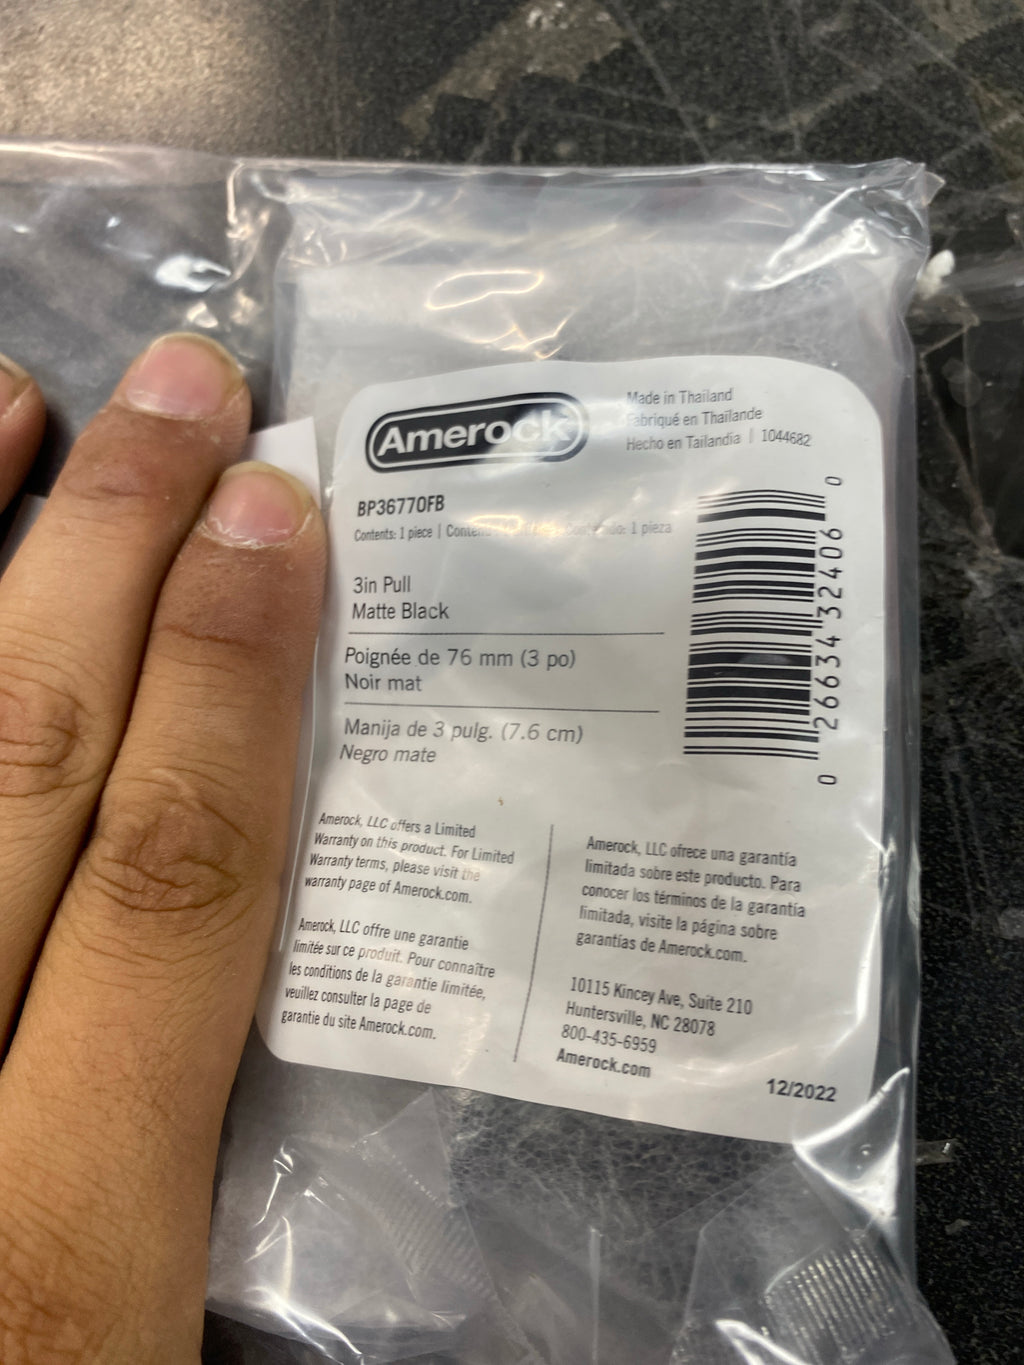 Amerock
Made in Thailand
Fabriqué en Thaïlande
Hecho en Tailandia | 1044682
BP36770FB
Contents: 1 piece | : 1 pieza
3in Pull
Matte Black
Poignée de 76 mm (3 po)
Noir mat
Manija de 3 pulg. (7.6 cm)
Negro mate
0 26634 32406 0
Amerock, LLC offers a Limited
Warranty on this product. For Limited
Warranty terms, please visit the
warranty page of Amerock.com.
Amerock, LLC offre une garantie
limitée sur ce produit. Pour connaître
les conditions de la garantie limitée,
veuillez consulter la page de
garantie du site Amerock.com.
Amerock, LLC ofrece una garantía
limitada sobre este producto. Para
conocer los términos de la garantía
limitada, visite la página sobre
garantías de Amerock.com.
10115 Kincey Ave, Suite 210
Huntersville, NC 28078
800-435-6959
Amerock.com
12/2022